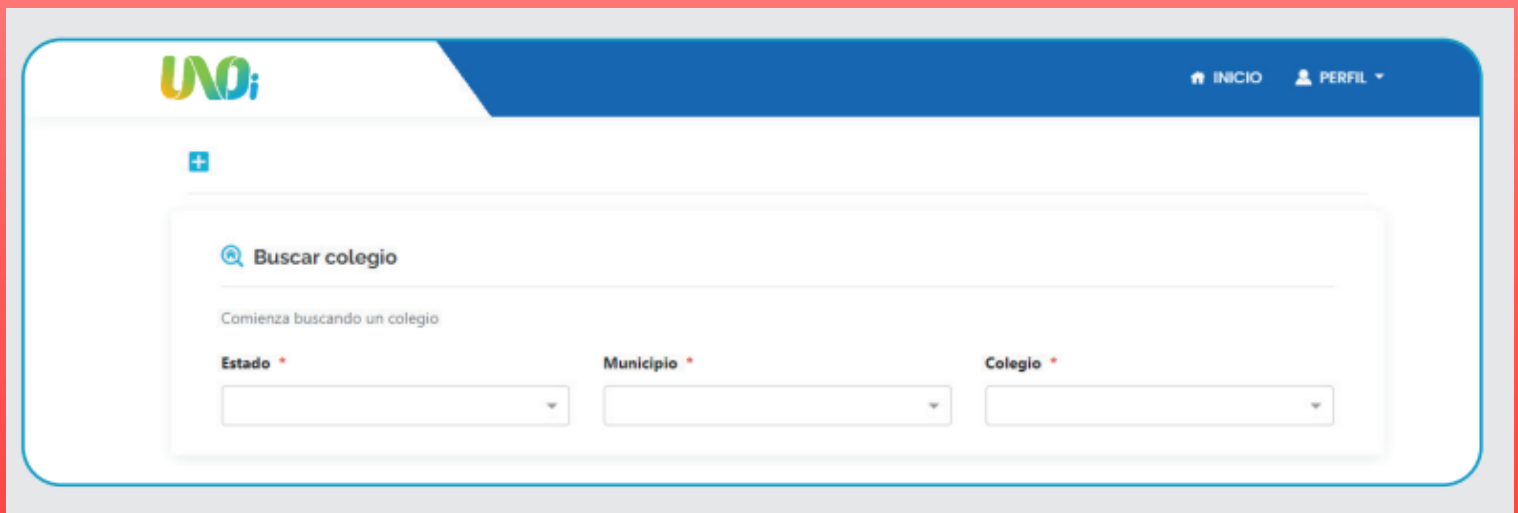 UNOi
INICIO PERFIL
Buscar colegio
Comienza buscando un colegio
Estado * Municipio * Colegio *